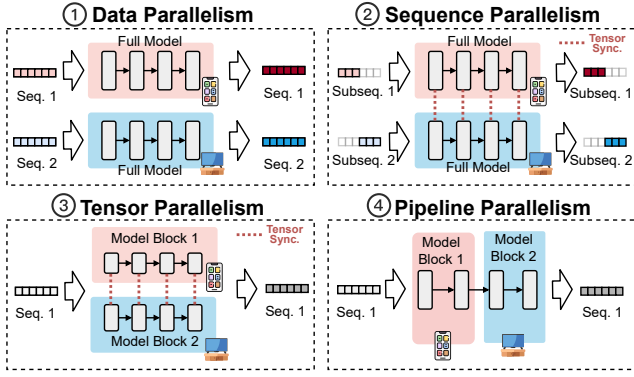 ① Data Parallelism
Full Model
Seq. 1
Seq. 1
Seq. 2
Full Model
Seq. 2
② Sequence Parallelism
Full Model
Tensor
Sync.
Subseq.
1
Subseq.
1
Subseq.
2
Full Model
Subseq.
2
③ Tensor Parallelism
Model Block 1
Tensor
Sync.
Seq. 1
Seq. 1
Model Block 2
④ Pipeline Parallelism
Model
Block 1
Model
Block 2
Seq. 1
Seq. 1